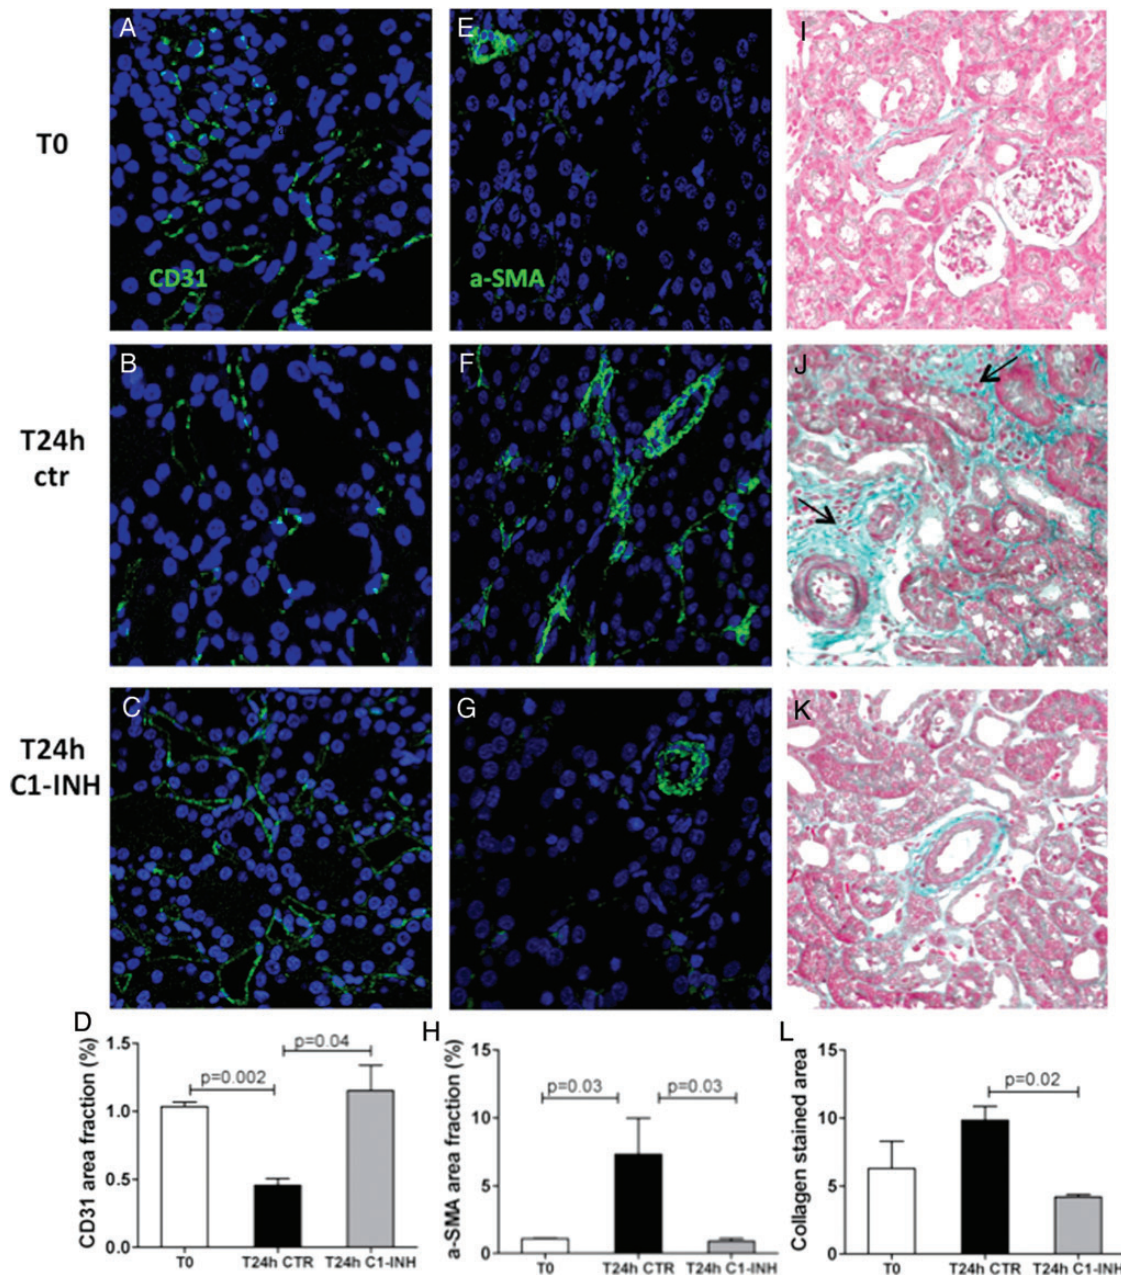 A
E
I
T0
CD31
a-SMA
B
F
J
T24h
ctr
C
G
K
T24h
C1-INH
D
H
L
CD31 area fraction (%)
1.5
1.0
0.5
0.0
p=0.002
p=0.04
T0
T24h CTR
T24h C1-INH
a-SMA area fraction (%)
15
10
5
0
p=0.03
p=0.03
T0
T24h CTR
T24h C1-INH
Collagen stained area
15
10
5
0
p=0.02
T0
T24h CTR
T24h C1-INH